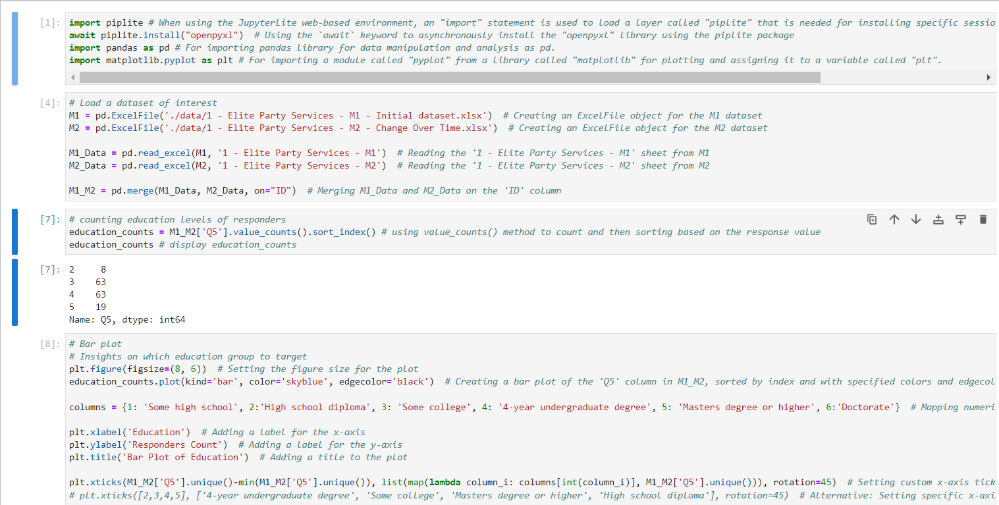 [1]: import piplite # When using the JupyterLite web-based environment, an "import" statement is used to load a layer called "piplite" that is needed for installing specific sessio
await piplite.install("openpyxl")  # Using the `await` keyword to asynchronously install the "openpyxl" library using the piplite package
import pandas as pd # For importing pandas library for data manipulation and analysis as pd.
import matplotlib.pyplot as plt # For importing a module called "pyplot" from a library called "matplotlib" for plotting and assigning it to a variable called "plt".
[4]: # Load a dataset of interest
M1 = pd.ExcelFile('./data/1 - Elite Party Services - M1 - Initial dataset.xlsx')  # Creating an ExcelFile object for the M1 dataset
M2 = pd.ExcelFile('./data/1 - Elite Party Services - M2 - Change Over Time.xlsx')  # Creating an ExcelFile object for the M2 dataset
M1_Data = pd.read_excel(M1, '1 - Elite Party Services - M1')  # Reading the '1 - Elite Party Services - M1' sheet from M1
M2_Data = pd.read_excel(M2, '1 - Elite Party Services - M2')  # Reading the '1 - Elite Party Services - M2' sheet from M2
M1_M2 = pd.merge(M1_Data, M2_Data, on="ID")  # Merging M1_Data and M2_Data on the 'ID' column
[7]: # counting education levels of responders
education_counts = M1_M2['Q5'].value_counts().sort_index() # using value_counts() method to count and then sorting based on the response value
education_counts # display education_counts
[7]: 2     8
3    63
4    63
5    19
Name: Q5, dtype: int64
[8]: # Bar plot
# Insights on which education group to target
plt.figure(figsize=(8, 6))  # Setting the figure size for the plot
education_counts.plot(kind='bar', color='skyblue', edgecolor='black')  # Creating a bar plot of the 'Q5' column in M1_M2, sorted by index and with specified colors and edgecol
columns = {1: 'Some high school', 2:'High school diploma', 3: 'Some college', 4: '4-year undergraduate degree', 5: 'Masters degree or higher', 6:'Doctorate'}  # Mapping numeri
plt.xlabel('Education')  # Adding a label for the x-axis
plt.ylabel('Responders Count')  # Adding a label for the y-axis
plt.title('Bar Plot of Education')  # Adding a title to the plot
plt.xticks(M1_M2['Q5'].unique()-min(M1_M2['Q5'].unique()), list(map(lambda column_i: columns[int(column_i)], M1_M2['Q5'].unique())), rotation=45)  # Setting custom x-axis tick
# plt.xticks([2,3,4,5], ['4-year undergraduate degree', 'Some college', 'Masters degree or higher', 'High school diploma'], rotation=45)  # Alternative: Setting specific x-axi